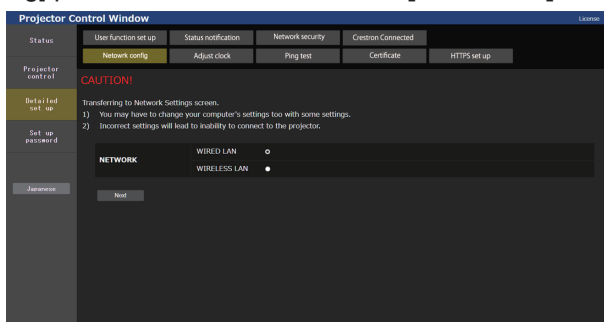 Projector Control Window
License
Status
Projector
control
Detailed
set up
Set up
password
Japanese
User function set up
Status notification
Network security
Crestron Connected
Netowrk config
Adjust clock
Ping test
Certificate
HTTPS set up
CAUTION!
Transferring to Network Settings screen.
1) You may have to change your computer's settings too with some settings.
2) Incorrect settings will lead to inability to connect to the projector.
NETWORK
WIRED LAN
WIRELESS LAN
Next